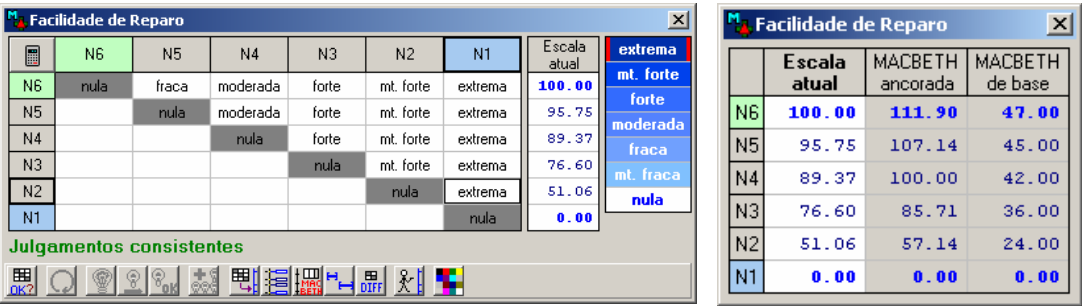 Facilidade de Reparo
N6 N5 N4 N3 N2 N1 Escala atual extrema
N6 nula fraca moderada forte mt. forte extrema 100.00 mt. forte
N5 nula moderada forte mt. forte extrema 95.75 forte
N4 nula forte mt. forte extrema 89.37 moderada
N3 nula mt. forte extrema 76.60 fraca
N2 nula extrema 51.06 mt. fraca
N1 nula 0.00 nula
Julgamentos consistentes
OK? OK MAC BETH DIFF
Facilidade de Reparo
Escala atual MACBETH ancorada MACBETH de base
N6 100.00 111.90 47.00
N5 95.75 107.14 45.00
N4 89.37 100.00 42.00
N3 76.60 85.71 36.00
N2 51.06 57.14 24.00
N1 0.00 0.00 0.00